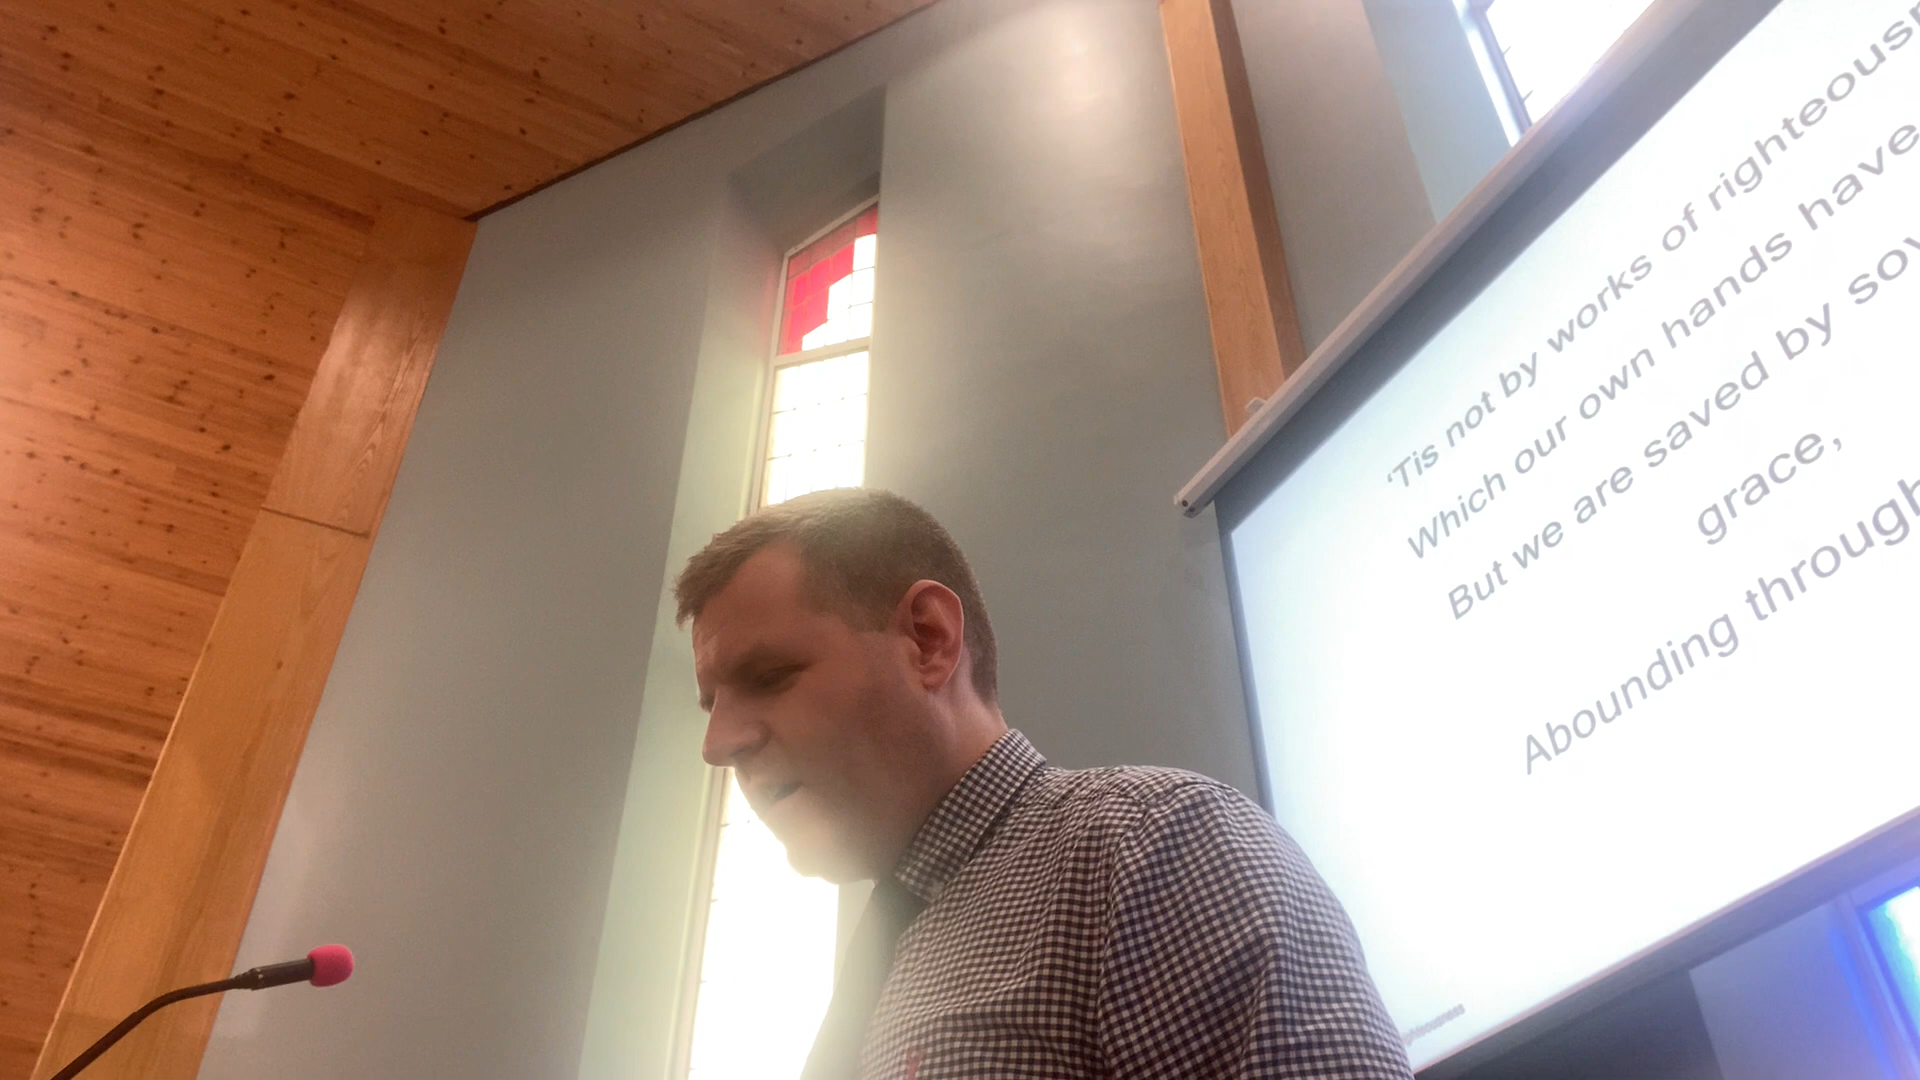 'Tis not by works of righteous
Which our own hands have
But we are saved by sov
grace,
Abounding through